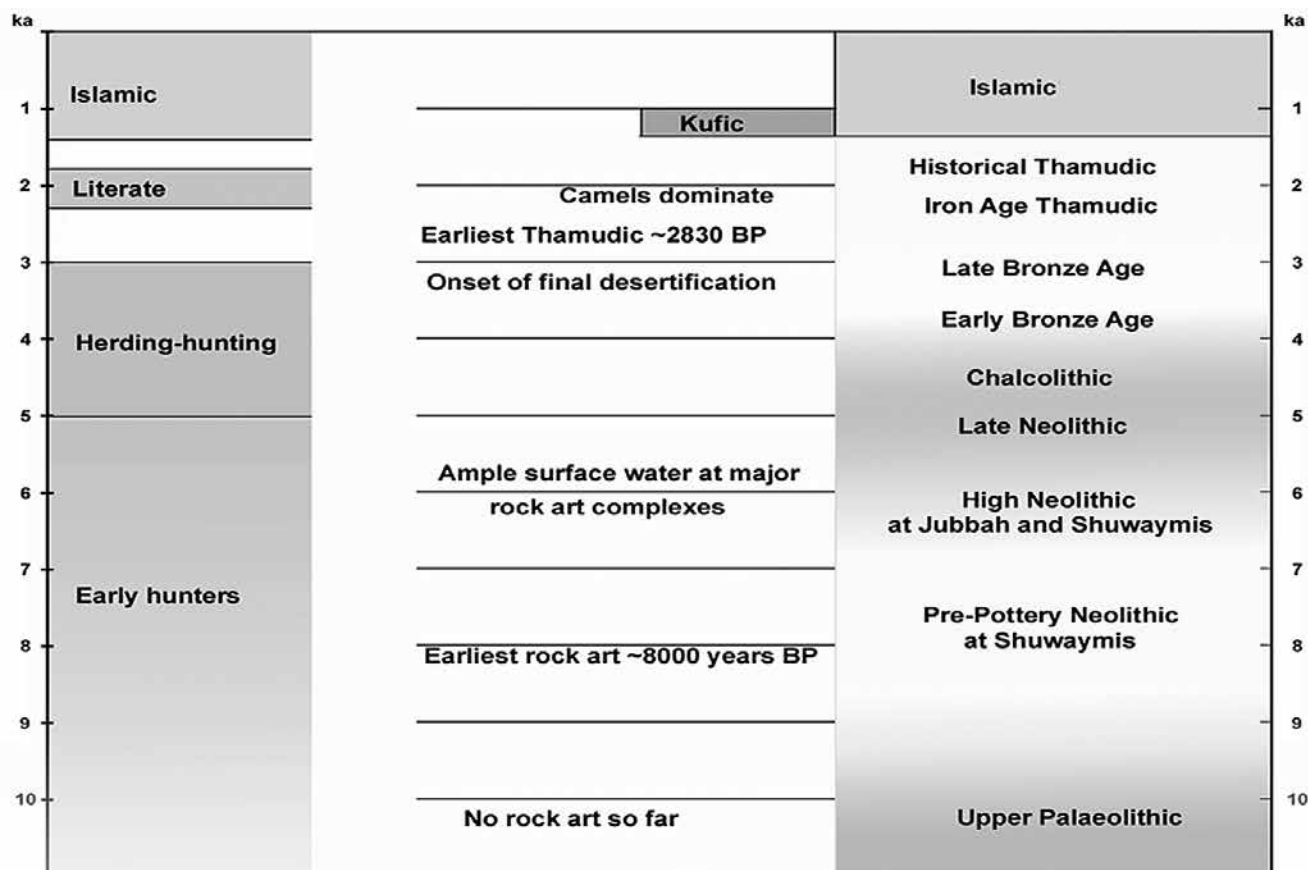 ka
ka
Islamic
Islamic
1
1
Kufic
Historical Thamudic
Literate
2
Camels dominate
2
Iron Age Thamudic
Earliest Thamudic ~2830 BP
3
Late Bronze Age
3
Onset of final desertification
Early Bronze Age
Herding-hunting
4
4
Chalcolithic
5
Late Neolithic
5
Ample surface water at major
rock art complexes
6
High Neolithic
at Jubbah and Shuwaymis
6
7
7
Early hunters
Pre-Pottery Neolithic
at Shuwaymis
8
8
Earliest rock art ~8000 years BP
9
9
10
10
No rock art so far
Upper Palaeolithic